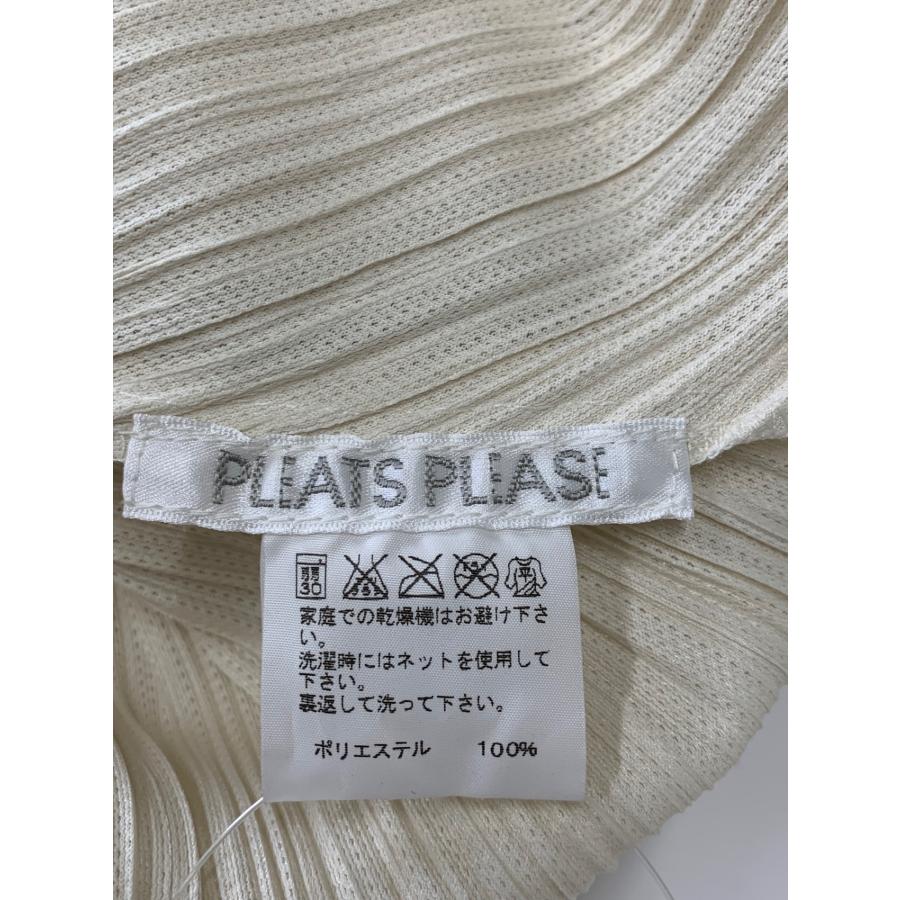 PLEATS PLEASE
弱
30
平
家庭での乾燥機はお避け下さ
い。
洗濯時にはネットを使用して
下さい。
裏返して洗って下さい。
ポリエステル 100%